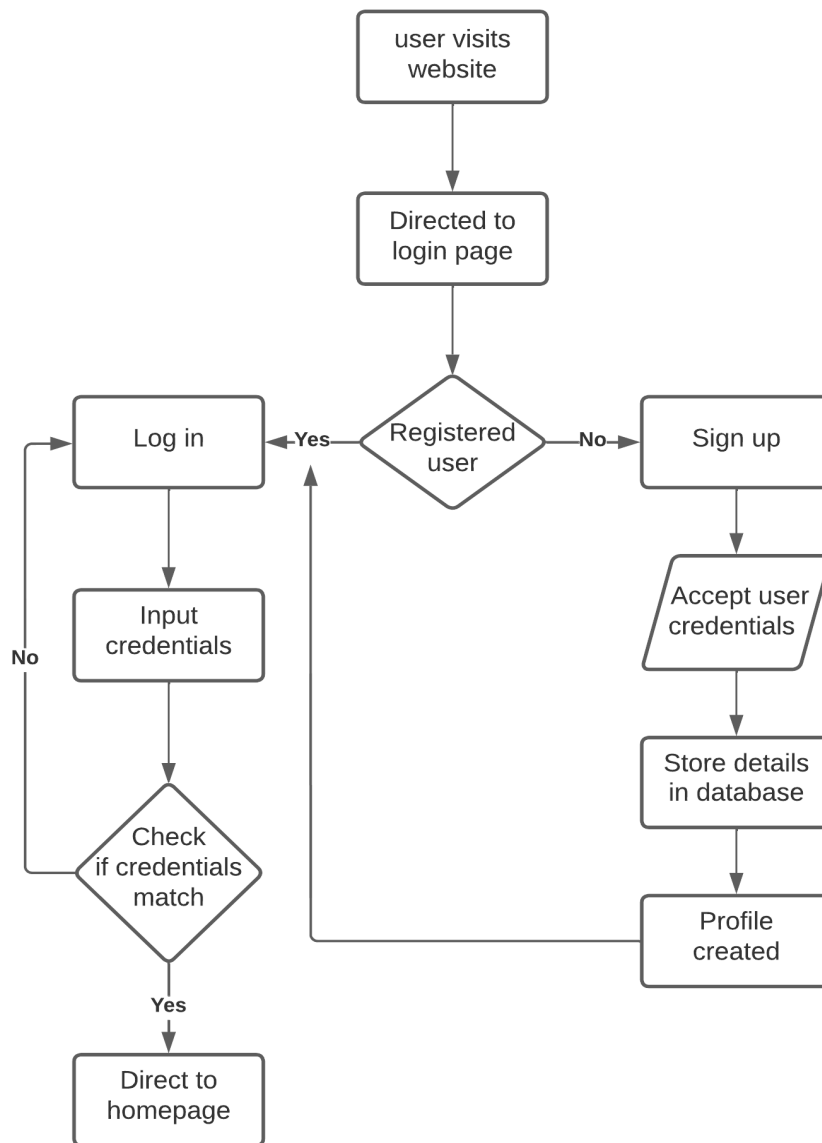 user visits
website
Directed to
login page
Registered
user
Yes
No
Log in
Sign up
Input
credentials
Accept user
credentials
No
Store details
in database
Check
if credentials
match
Profile
created
Yes
Direct to
homepage